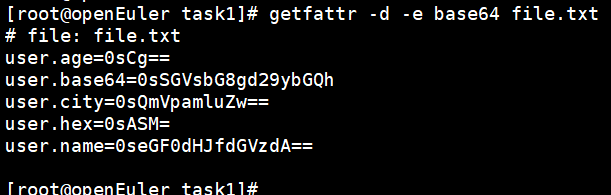 [root@openEuler task1]# getfattr -d -e base64 file.txt
# file: file.txt
user.age=0sCg==
user.base64=0sSGVsbG8gd29ybGQh
user.city=0sQmVpamluZw==
user.hex=0sASM=
user.name=0seGF0dHJfdGVzdA==
[root@openEuler task1]#